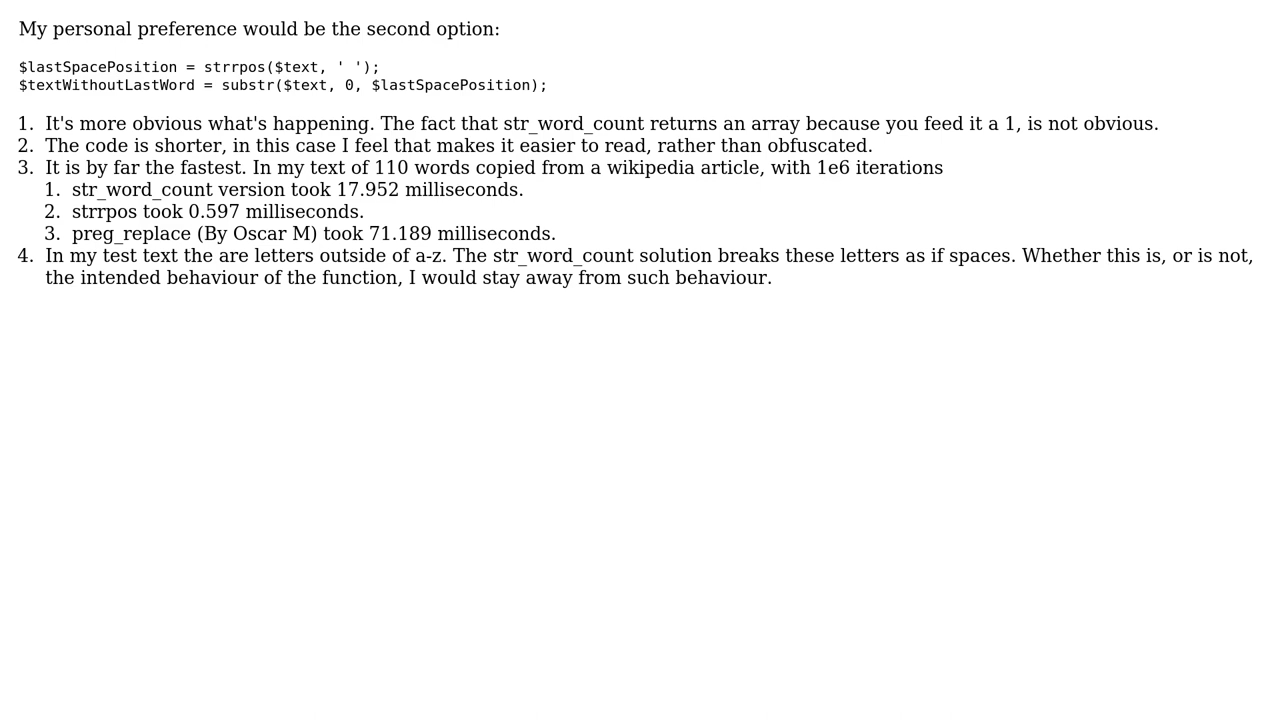 My personal preference would be the second option:
$lastSpacePosition = strrpos($text, ' ');
$textWithoutLastWord = substr($text, 0, $lastSpacePosition);
1. It's more obvious what's happening. The fact that str_word_count returns an array because you feed it a 1, is not obvious.
2. The code is shorter, in this case I feel that makes it easier to read, rather than obfuscated.
3. It is by far the fastest. In my text of 110 words copied from a wikipedia article, with 1e6 iterations
1. str_word_count version took 17.952 milliseconds.
2. strrpos took 0.597 milliseconds.
3. preg_replace (By Oscar M) took 71.189 milliseconds.
4. In my test text the are letters outside of a-z. The str_word_count solution breaks these letters as if spaces. Whether this is, or is not,
the intended behaviour of the function, I would stay away from such behaviour.